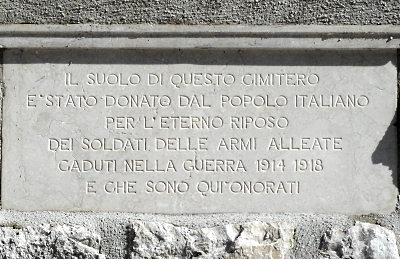 IL SUOLO DI QUESTO CIMITERO
E' STATO DONATO DAL POPOLO ITALIANO
PER L'ETERNO RIPOSO
DEI SOLDATI, DELLE ARMI ALLEATE
CADUTI NELLA GUERRA 1914 1918
E CHE SONO QUI ONORATI